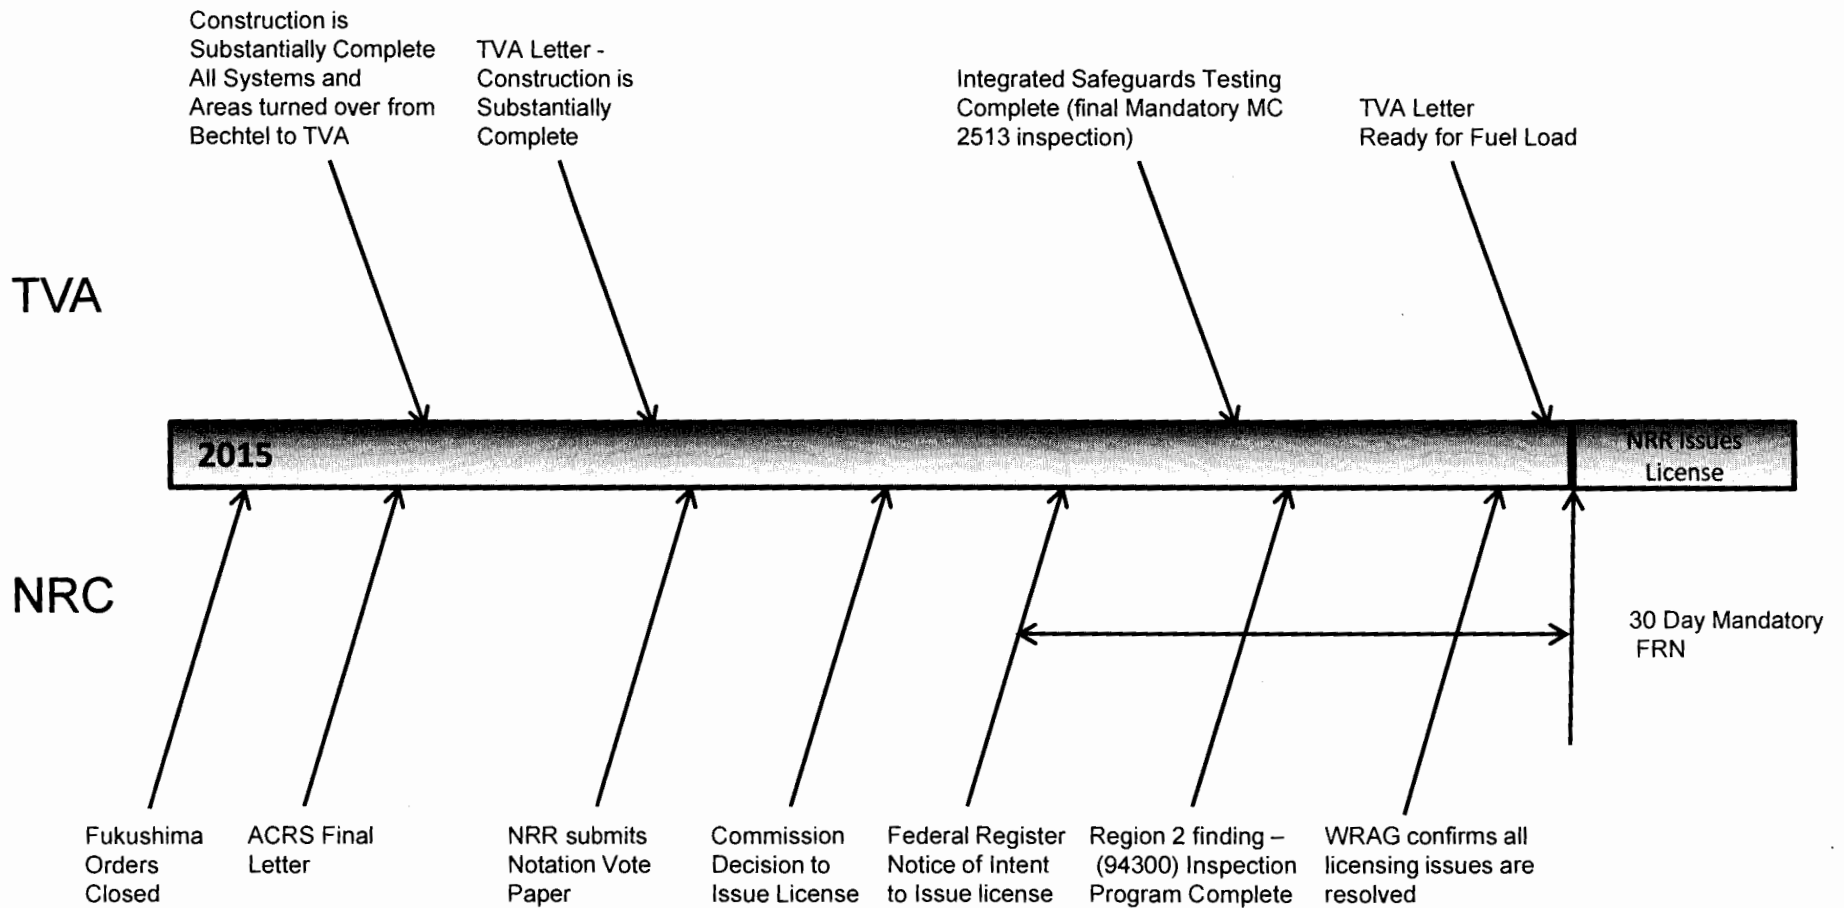 Construction is
Substantially Complete
All Systems and
Areas turned over from
Bechtel to TVA
TVA Letter -
Construction is
Substantially
Complete
Integrated Safeguards Testing
Complete (final Mandatory MC
2513 inspection)
TVA Letter
Ready for Fuel Load
TVA
2015
NRR Issues
License
NRC
30 Day Mandatory
FRN
Fukushima
Orders
Closed
ACRS Final
Letter
NRR submits
Notation Vote
Paper
Commission
Decision to
Issue License
Federal Register
Notice of Intent
to Issue license
Region 2 finding –
(94300) Inspection
Program Complete
WRAG confirms all
licensing issues are
resolved